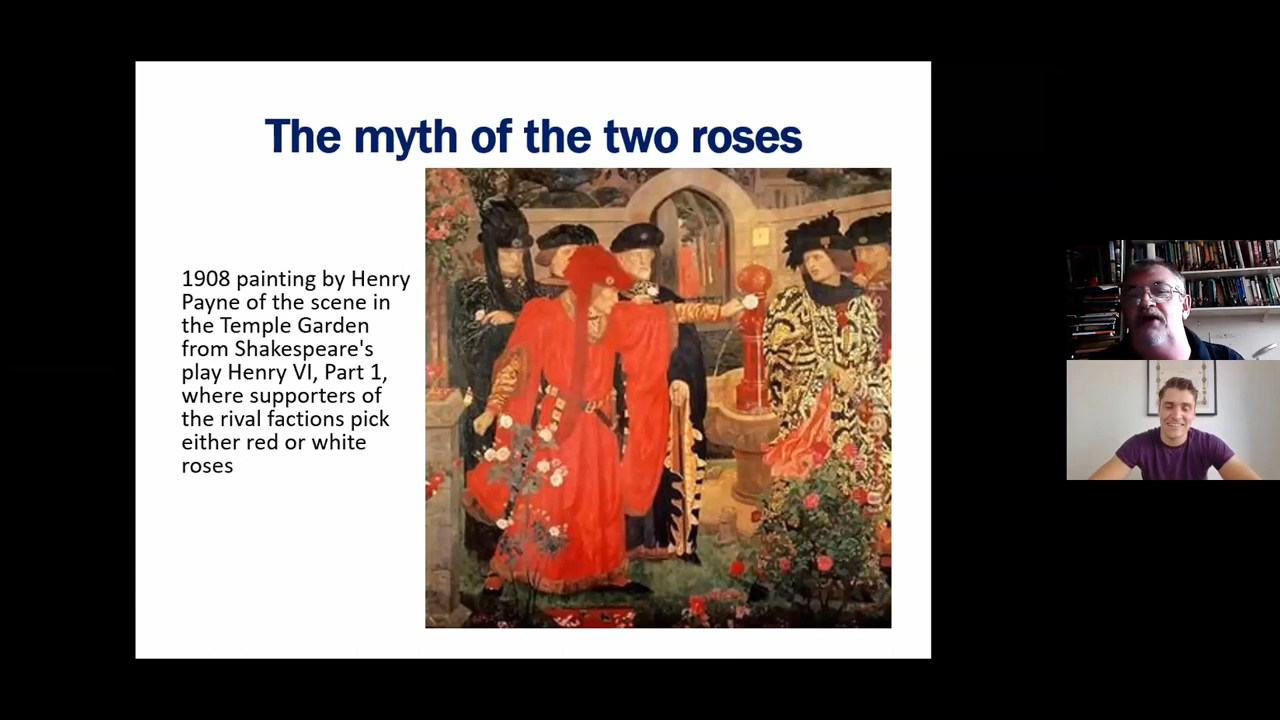 The myth of the two roses
1908 painting by Henry
Payne of the scene in
the Temple Garden
from Shakespeare's
play Henry VI, Part 1,
where supporters of
the rival factions pick
either red or white
roses